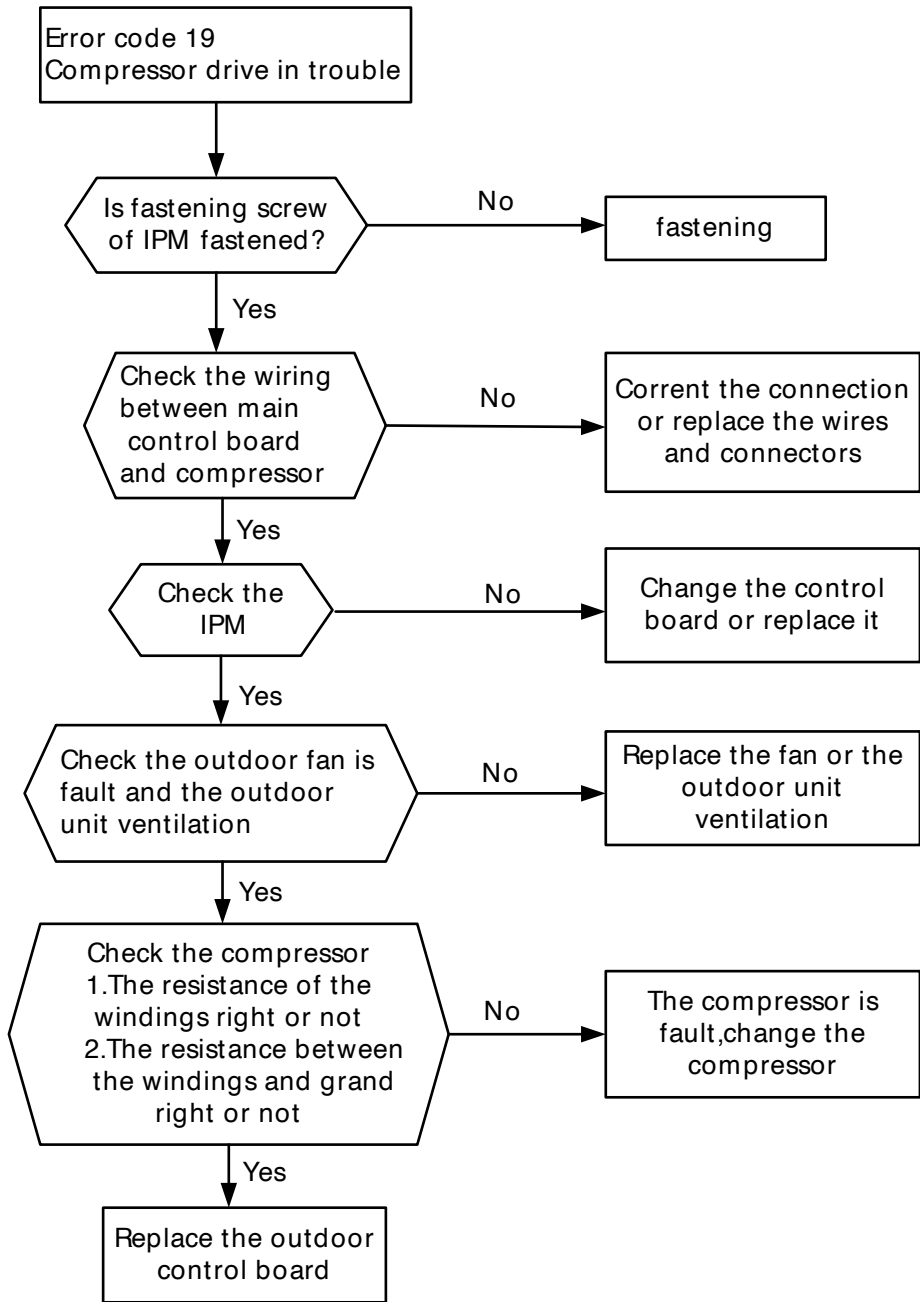 Error code 19
Compressor drive in trouble
Is fastening screw
of IPM fastened?
No
fastening
Yes
Check the wiring
between main
control board
and compressor
No
Corrent the connection
or replace the wires
and connectors
Yes
Check the
IPM
No
Change the control
board or replace it
Yes
Check the outdoor fan is
fault and the outdoor
unit ventilation
No
Replace the fan or the
outdoor unit
ventilation
Yes
Check the compressor
1.The resistance of the
windings right or not
2.The resistance between
the windings and grand
right or not
No
The compressor is
fault,change the
compressor
Yes
Replace the outdoor
control board